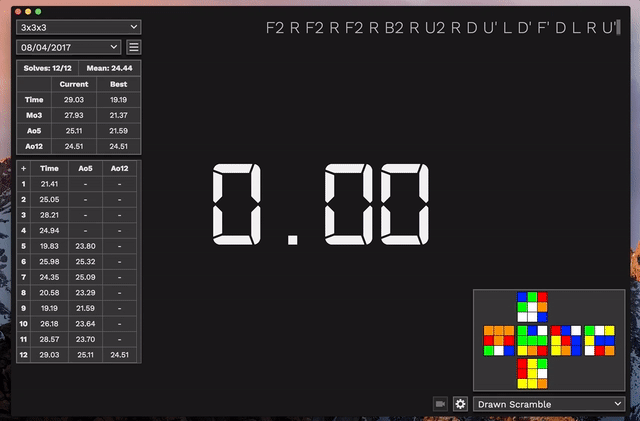 3x3x3
F2 R F2 R F2 R B2 R U2 R D U' L D' F' D L R U'
08/04/2017
Solves: 12/12 Mean: 24.44
Current Best
Time 29.03 19.19
Mo3 27.93 21.37
Ao5 25.11 21.59
Ao12 24.51 24.51
+ Time Ao5 Ao12
1 21.41 - -
2 25.05 - -
3 28.21 - -
4 24.94 - -
5 19.83 23.80 -
6 25.98 25.32 -
7 24.35 25.09 -
8 20.58 23.29 -
9 19.19 21.59 -
10 26.18 23.64 -
11 28.57 23.70 -
12 29.03 25.11 24.51
0.00
Drawn Scramble